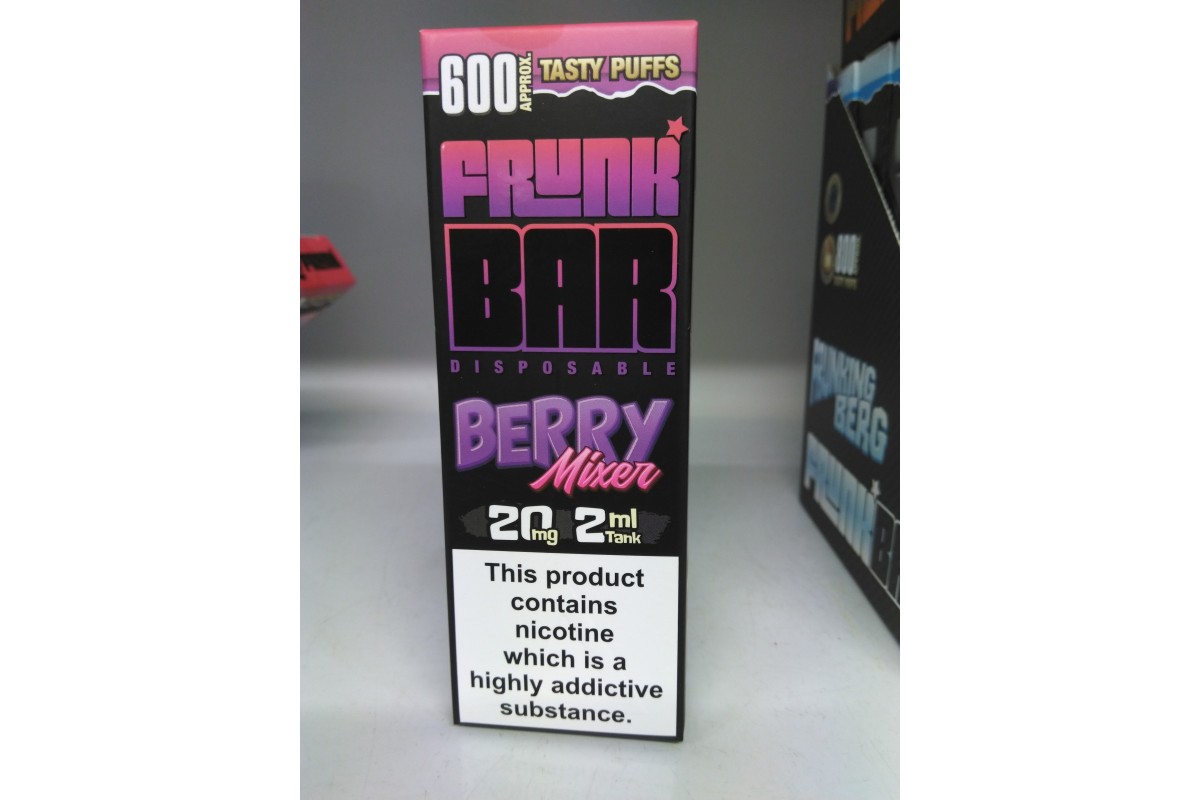 600 APPROX. TASTY PUFFS
FRUNK
BAR
DISPOSABLE
BERRY
Mixer
20mg 2ml Tank
This product
contains
nicotine
which is a
highly addictive
substance.
FRUNKING
BERG
FRUNK